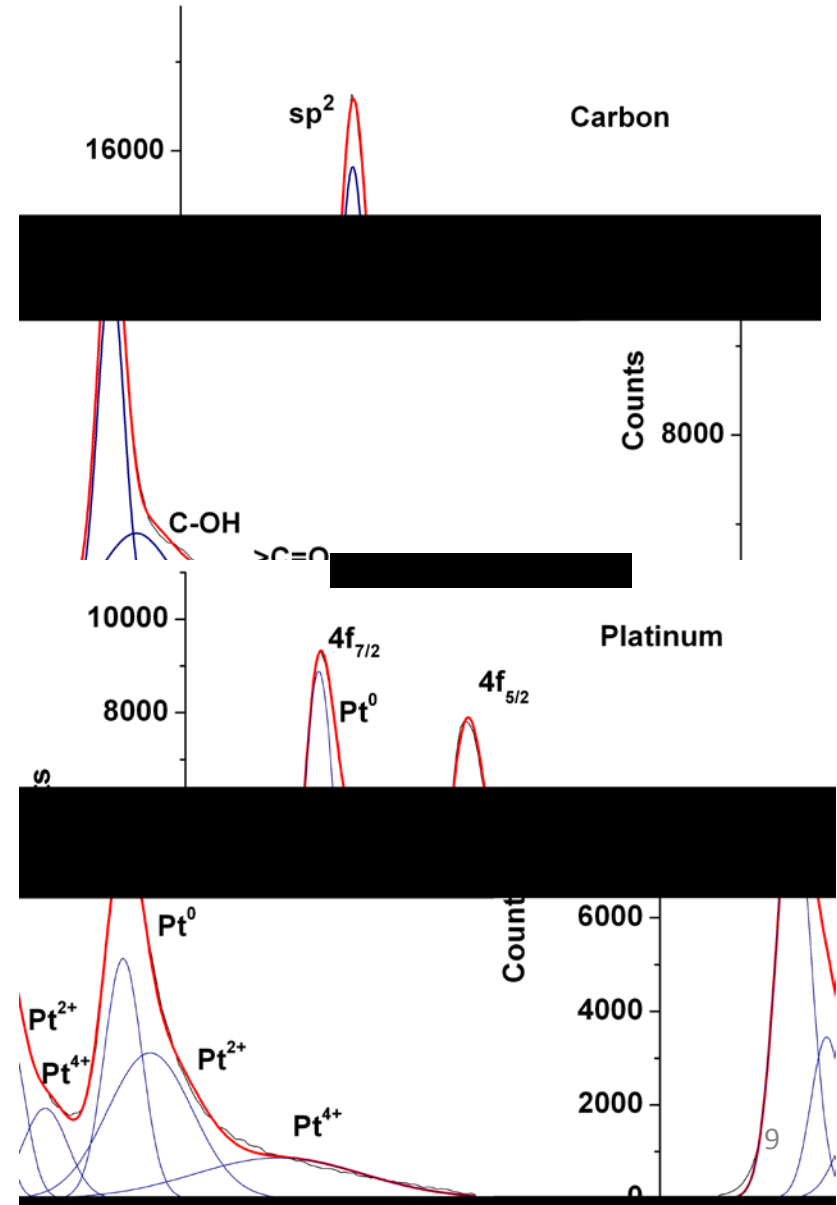 sp²
Carbon
16000
Counts
8000
C-OH
>C=O
10000
4f7/2
Platinum
8000
Pt⁰
4f5/2
Pt⁰
6000
Pt²⁺
Pt⁴⁺
Pt²⁺
4000
Pt⁴⁺
2000
9
0